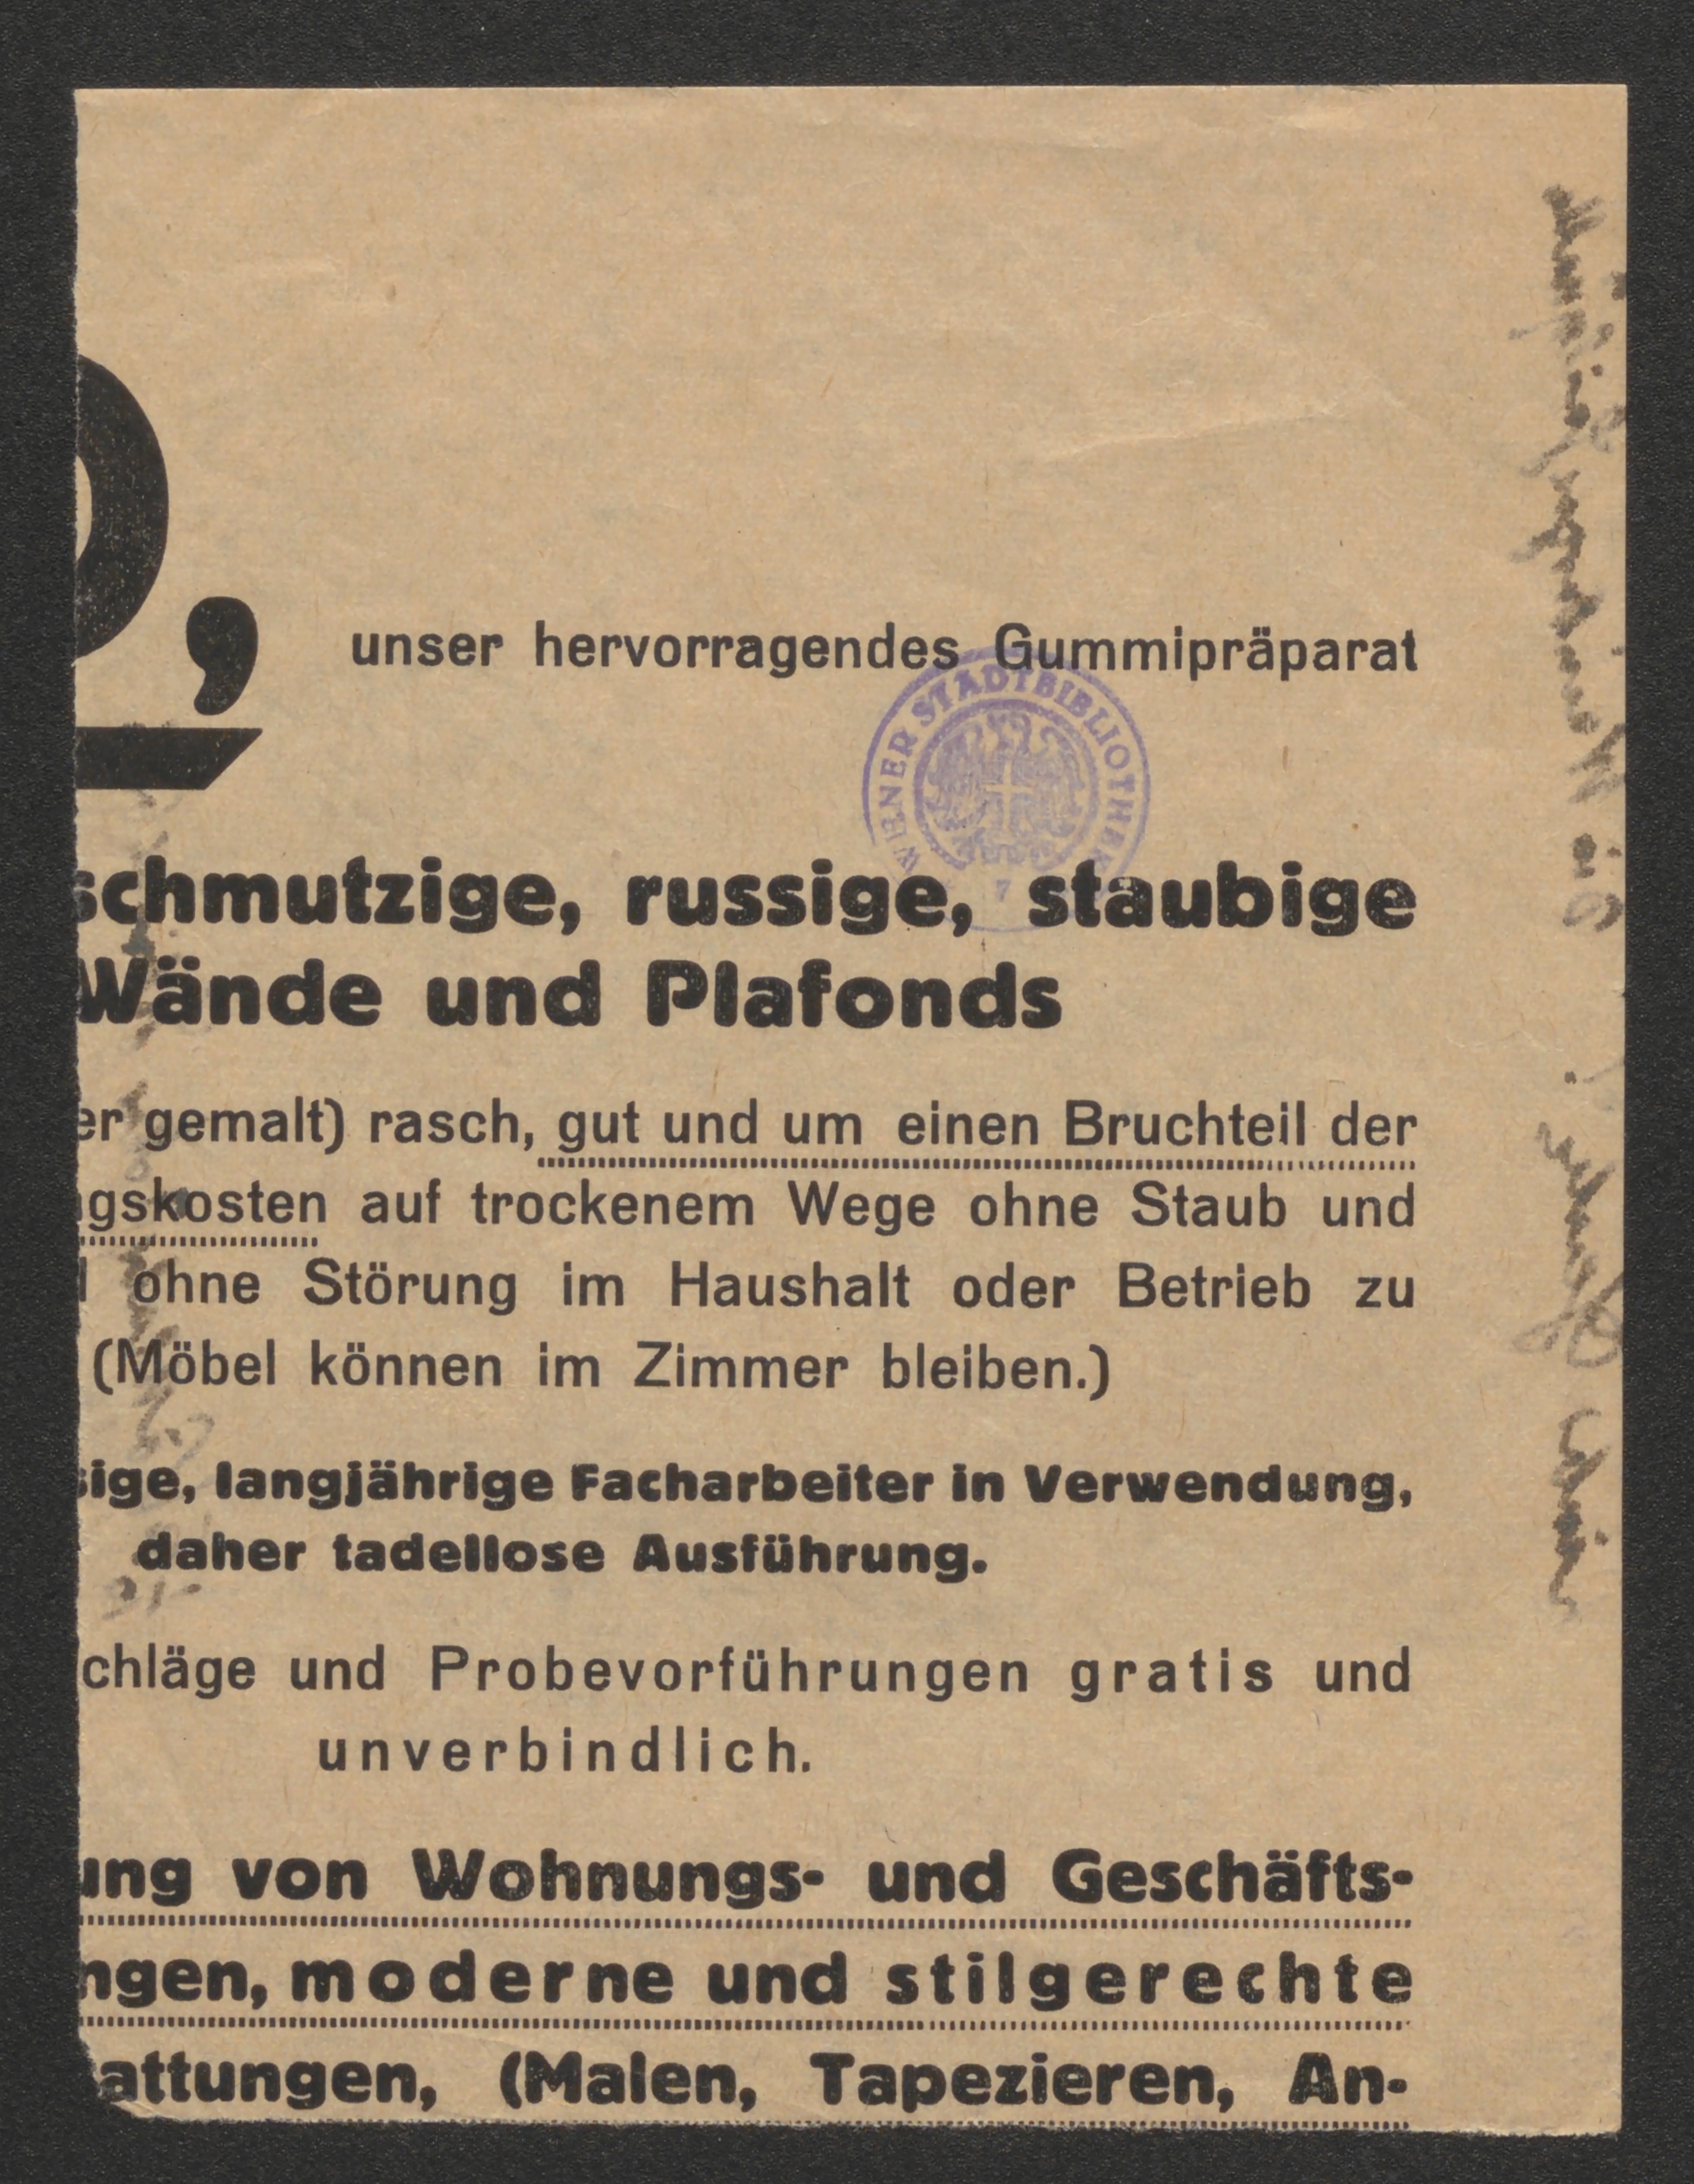 , unser hervorragendes Gummipräparat
WIENER STADTBIBLIOTHEK
7
schmutzige, russige, staubige
Wände und Plafonds
er gemalt) rasch, gut und um einen Bruchteil der
gskosten auf trockenem Wege ohne Staub und
ohne Störung im Haushalt oder Betrieb zu
(Möbel können im Zimmer bleiben.)
sige, langjährige Facharbeiter in Verwendung,
daher tadellose Ausführung.
chläge und Probevorführungen gratis und
unverbindlich.
ung von Wohnungs- und Geschäfts-
ngen, moderne und stilgerechte
attungen, (Malen, Tapezieren, An-